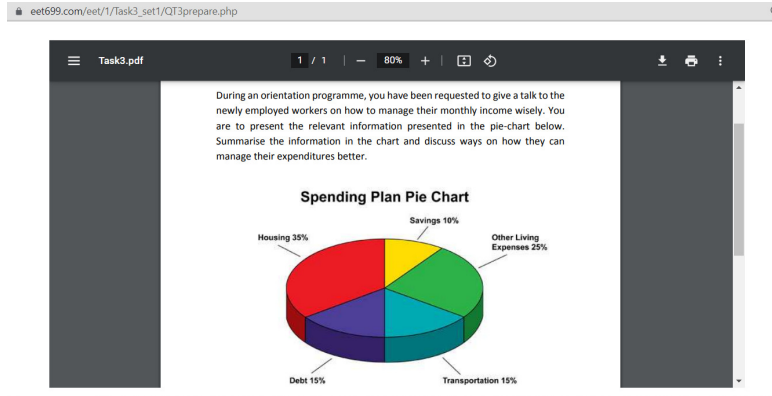 eet699.com/eet/1/Task3_set1/QT3prepare.php
Task3.pdf
1 / 1
80%
During an orientation programme, you have been requested to give a talk to the
newly employed workers on how to manage their monthly income wisely. You
are to present the relevant information presented in the pie-chart below.
Summarise the information in the chart and discuss ways on how they can
manage their expenditures better.
Spending Plan Pie Chart
Savings 10%
Housing 35%
Other Living
Expenses 25%
Debt 15%
Transportation 15%